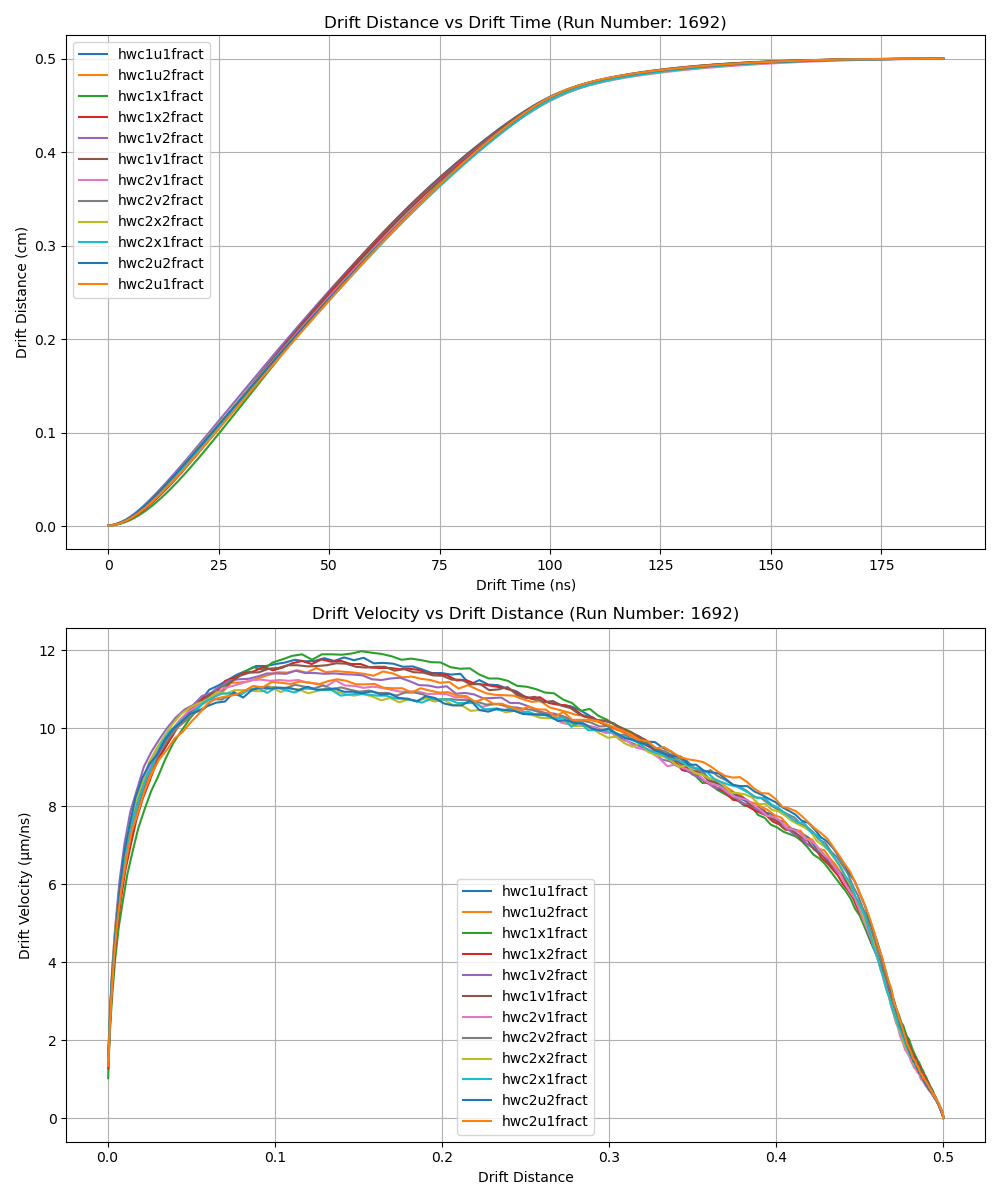 Drift Distance vs Drift Time (Run Number: 1692)
hwc1u1fract
hwc1u2fract
hwc1x1fract
hwc1x2fract
hwc1v2fract
hwc1v1fract
hwc2v1fract
hwc2v2fract
hwc2x2fract
hwc2x1fract
hwc2u2fract
hwc2u1fract
Drift Distance (cm)
0.5
0.4
0.3
0.2
0.1
0.0
0 25 50 75 100 125 150 175
Drift Time (ns)
Drift Velocity vs Drift Distance (Run Number: 1692)
Drift Velocity (μm/ns)
12
10
8
6
4
2
0
hwc1u1fract
hwc1u2fract
hwc1x1fract
hwc1x2fract
hwc1v2fract
hwc1v1fract
hwc2v1fract
hwc2v2fract
hwc2x2fract
hwc2x1fract
hwc2u2fract
hwc2u1fract
0.0 0.1 0.2 0.3 0.4 0.5
Drift Distance